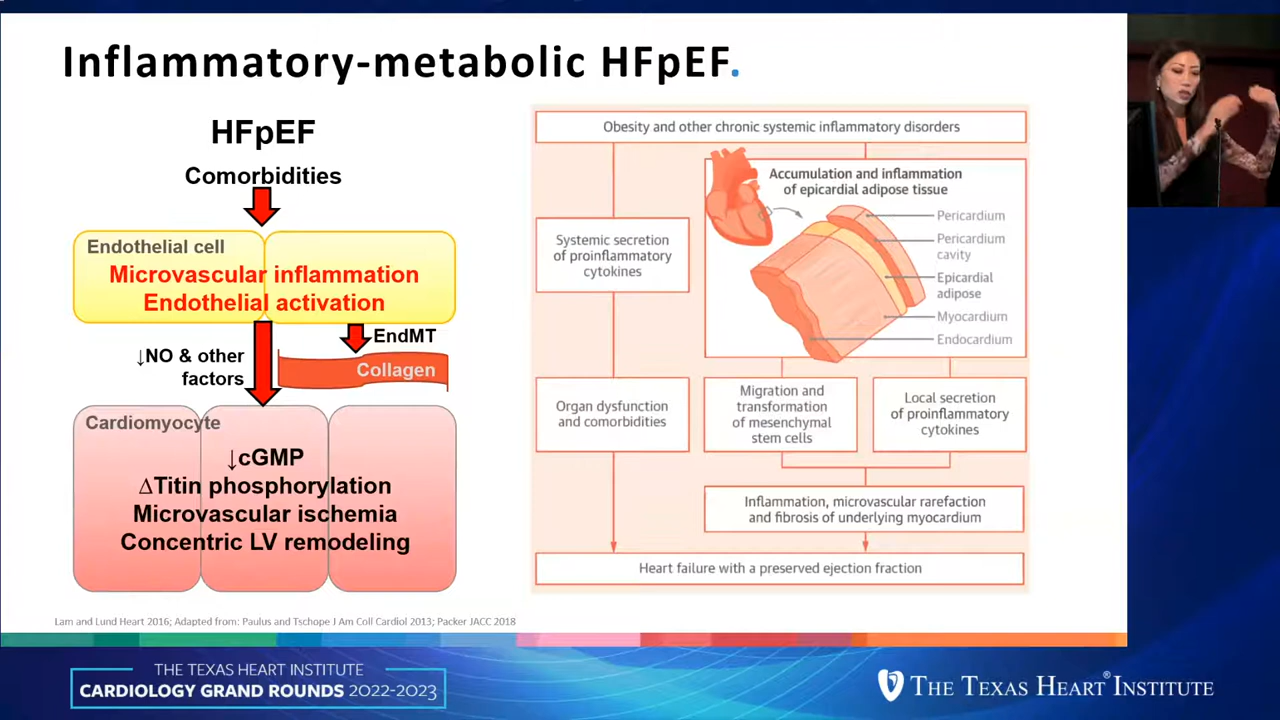 Inflammatory-metabolic HFpEF.
HFpEF
Comorbidities
Endothelial cell
Microvascular inflammation
Endothelial activation
↓NO & other
factors
EndMT
Collagen
Cardiomyocyte
↓cGMP
∆Titin phosphorylation
Microvascular ischemia
Concentric LV remodeling
Obesity and other chronic systemic inflammatory disorders
Accumulation and inflammation
of epicardial adipose tissue
Pericardium
Pericardium
cavity
Epicardial
adipose
Myocardium
Endocardium
Systemic secretion
of proinflammatory
cytokines
Organ dysfunction
and comorbidities
Migration and
transformation
of mesenchymal
stem cells
Local secretion
of proinflammatory
cytokines
Inflammation, microvascular rarefaction
and fibrosis of underlying myocardium
Heart failure with a preserved ejection fraction
Lam and Lund Heart 2016; Adapted from: Paulus and Tschope J Am Coll Cardiol 2013; Packer JACC 2018
THE TEXAS HEART INSTITUTE
CARDIOLOGY GRAND ROUNDS 2022-2023
THE TEXAS HEART® INSTITUTE